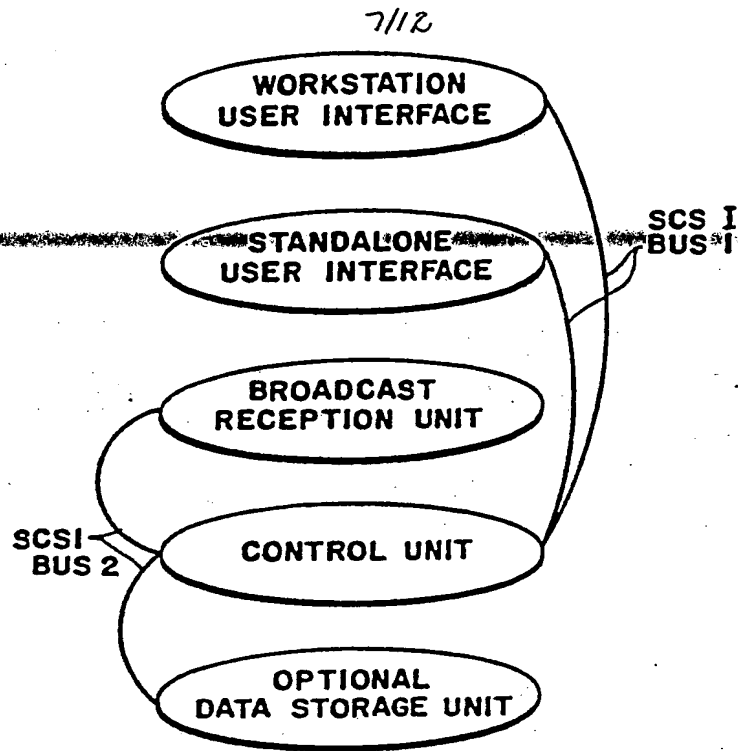 7/12
WORKSTATION
USER INTERFACE
SCS I
BUS 1
STANDALONE
USER INTERFACE
BROADCAST
RECEPTION UNIT
SCSI
BUS 2
CONTROL UNIT
OPTIONAL
DATA STORAGE UNIT